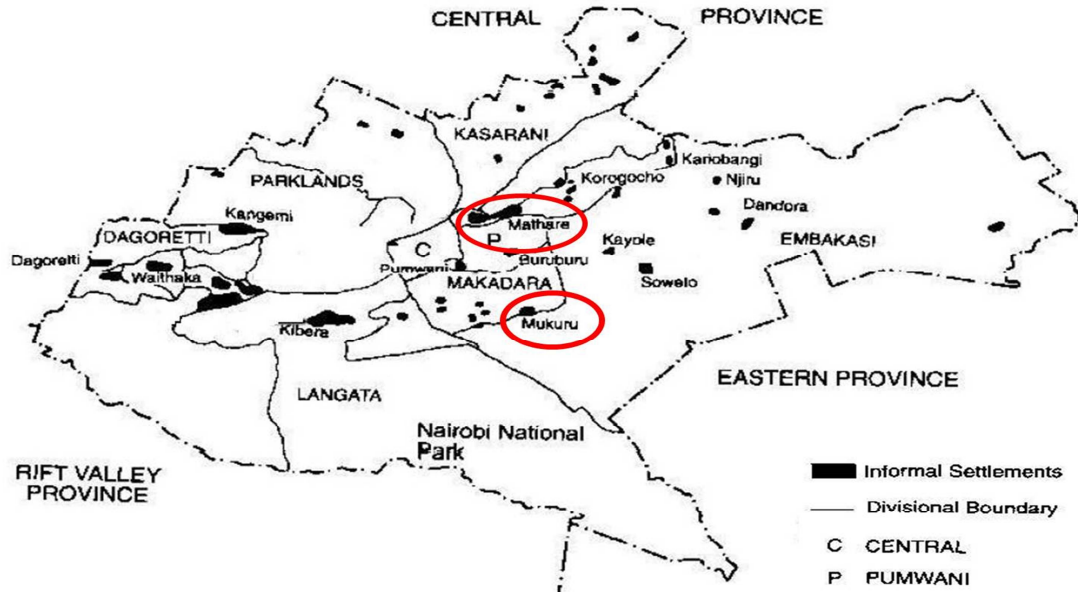 CENTRAL PROVINCE
KASARANI
Kariobangi
Korogocho
Njiru
PARKLANDS
Dandora
Kangemi
Mathare
DAGORETTI
C
P
Kayole
EMBAKASI
Dagoretti
Buruburu
Waithaka
Pumwani
Sowelo
MAKADARA
Mukuru
Kibera
EASTERN PROVINCE
LANGATA
Nairobi National
Park
RIFT VALLEY
PROVINCE
Informal Settlements
Divisional Boundary
C CENTRAL
P PUMWANI